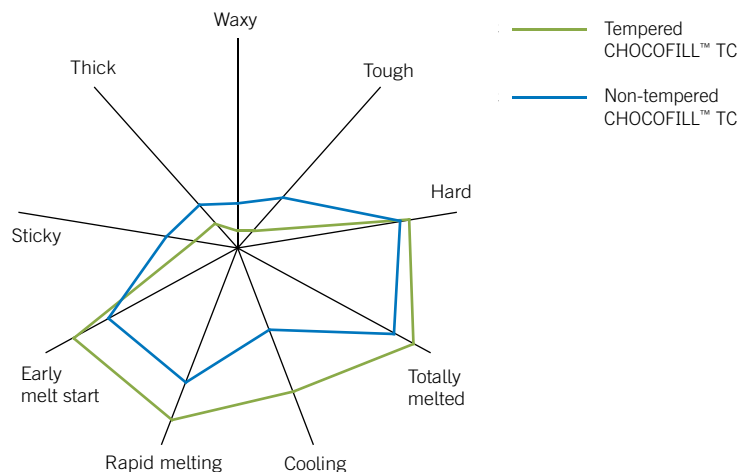 Waxy
Thick
Tough
Hard
Sticky
Early
melt start
Totally
melted
Rapid melting
Cooling
Tempered
CHOCOFILL™ TC
Non-tempered
CHOCOFILL™ TC